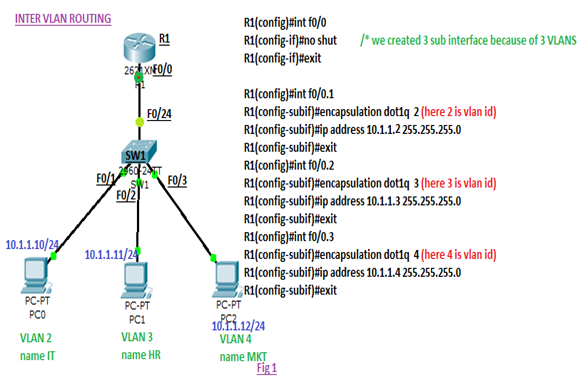 INTER VLAN ROUTING
R1(config)#int f0/0
R1(config-if)#no shut /* we created 3 sub interface because of 3 VLANS
R1(config-if)#exit
R1(config)#int f0/0.1
R1(config-subif)#encapsulation dot1q 2 (here 2 is vlan id)
R1(config-subif)#ip address 10.1.1.2 255.255.255.0
R1(config-subif)#exit
R1(config)#int f0/0.2
R1(config-subif)#encapsulation dot1q 3 (here 3 is vlan id)
R1(config-subif)#ip address 10.1.1.3 255.255.255.0
R1(config-subif)#exit
R1(config)#int f0/0.3
R1(config-subif)#encapsulation dot1q 4 (here 4 is vlan id)
R1(config-subif)#ip address 10.1.1.4 255.255.255.0
R1(config-subif)#exit
R1
F0/0
R1
F0/24
SW1
SW1
F0/1
F0/2
F0/3
10.1.1.10/24
10.1.1.11/24
PC-PT
PC0
PC-PT
PC1
PC-PT
PC2
10.1.1.12/24
VLAN 2
name IT
VLAN 3
name HR
VLAN 4
name MKT
Fig 1